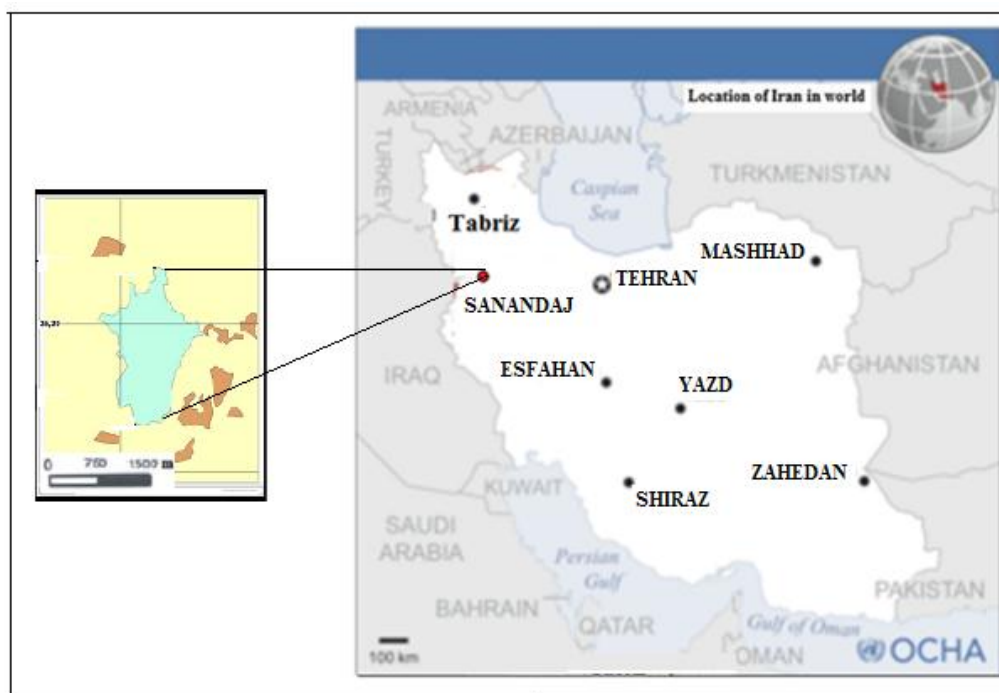 Location of Iran in world
ARMENIA
AZERBAIJAN
TURKEY
TURKMENISTAN
Caspian
Sea
Tabriz
MASHHAD
TEHRAN
SANANDAJ
IRAQ
ESFAHAN
YAZD
AFGHANISTAN
0 750 1500 m
KUWAIT
SHIRAZ
ZAHEDAN
SAUDI
ARABIA
Persian
Gulf
PAKISTAN
BAHRAIN
QATAR
Gulf of Oman
OMAN
100 km
OCHA